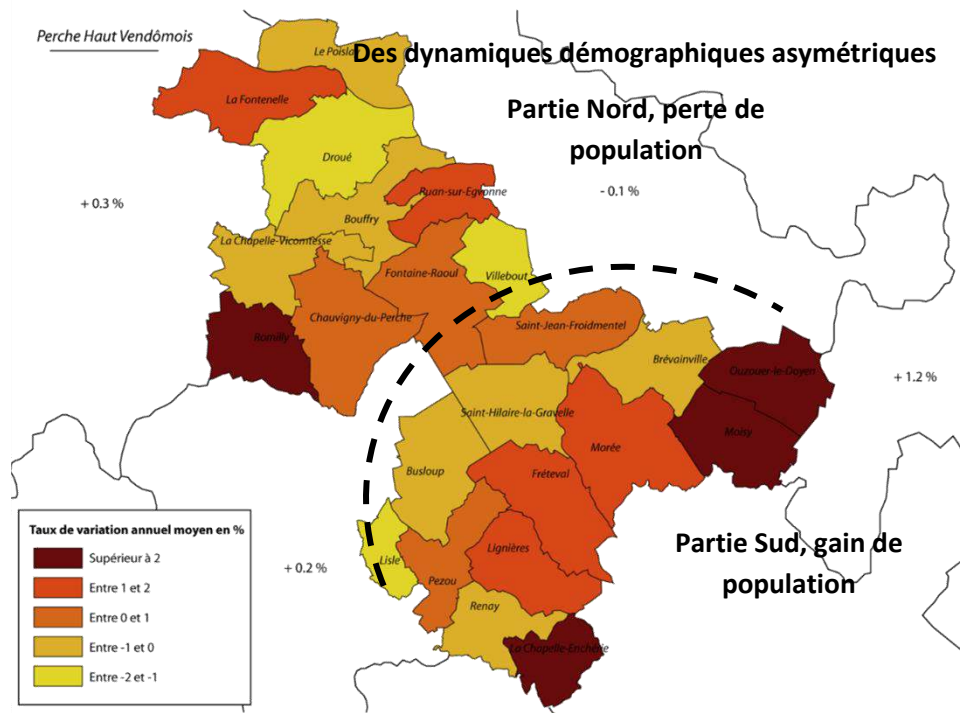 Perche Haut Vendômois
Des dynamiques démographiques asymétriques
Partie Nord, perte de
population
Le Poislay
La Fontenelle
Droué
Ruan-sur-Egvonne
- 0.1 %
+ 0.3 %
Bouffry
La Chapelle-Vicomtesse
Fontaine-Raoul
Villebout
Chauvigny-du-Perche
Romilly
Saint-Jean-Froidmentel
Brévainville
Ouzouer-le-Doyen
+ 1.2 %
Saint-Hilaire-la-Gravelle
Moisy
Morée
Busloup
Fréteval
Partie Sud, gain de
population
Lignières
Lisle
+ 0.2 %
Pezou
Renay
La Chapelle-Enchérie
Taux de variation annuel moyen en %
Supérieur à 2
Entre 1 et 2
Entre 0 et 1
Entre -1 et 0
Entre -2 et -1